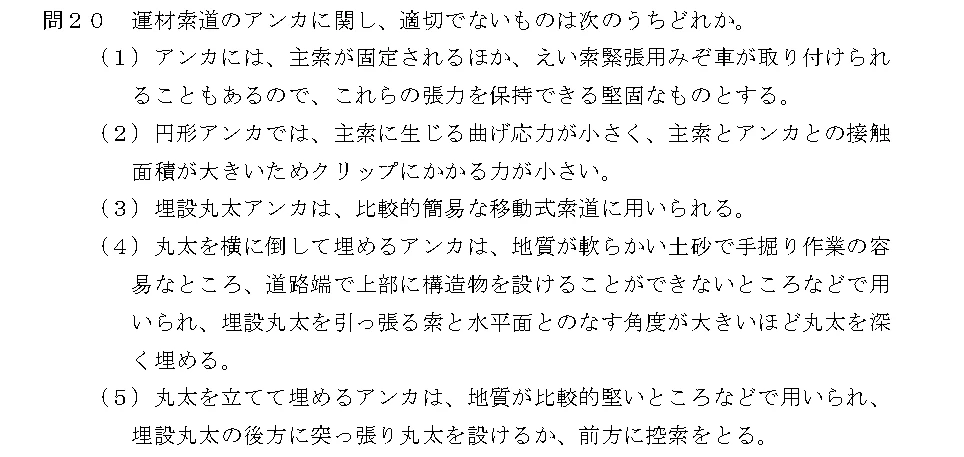 問２０　運材索道のアンカに関し、適切でないものは次のうちどれか。
（１）アンカには、主索が固定されるほか、えい索緊張用みぞ車が取り付けられ
ることもあるので、これらの張力を保持できる堅固なものとする。
（２）円形アンカでは、主索に生じる曲げ応力が小さく、主索とアンカとの接触
面積が大きいためクリップにかかる力が小さい。
（３）埋設丸太アンカは、比較的簡易な移動式索道に用いられる。
（４）丸太を横に倒して埋めるアンカは、地質が軟らかい土砂で手掘り作業の容
易なところ、道路端で上部に構造物を設けることができないところなどで用
いられ、埋設丸太を引っ張る索と水平面とのなす角度が大きいほど丸太を深
く埋める。
（５）丸太を立てて埋めるアンカは、地質が比較的堅いところなどで用いられ、
埋設丸太の後方に突っ張り丸太を設けるか、前方に控索をとる。